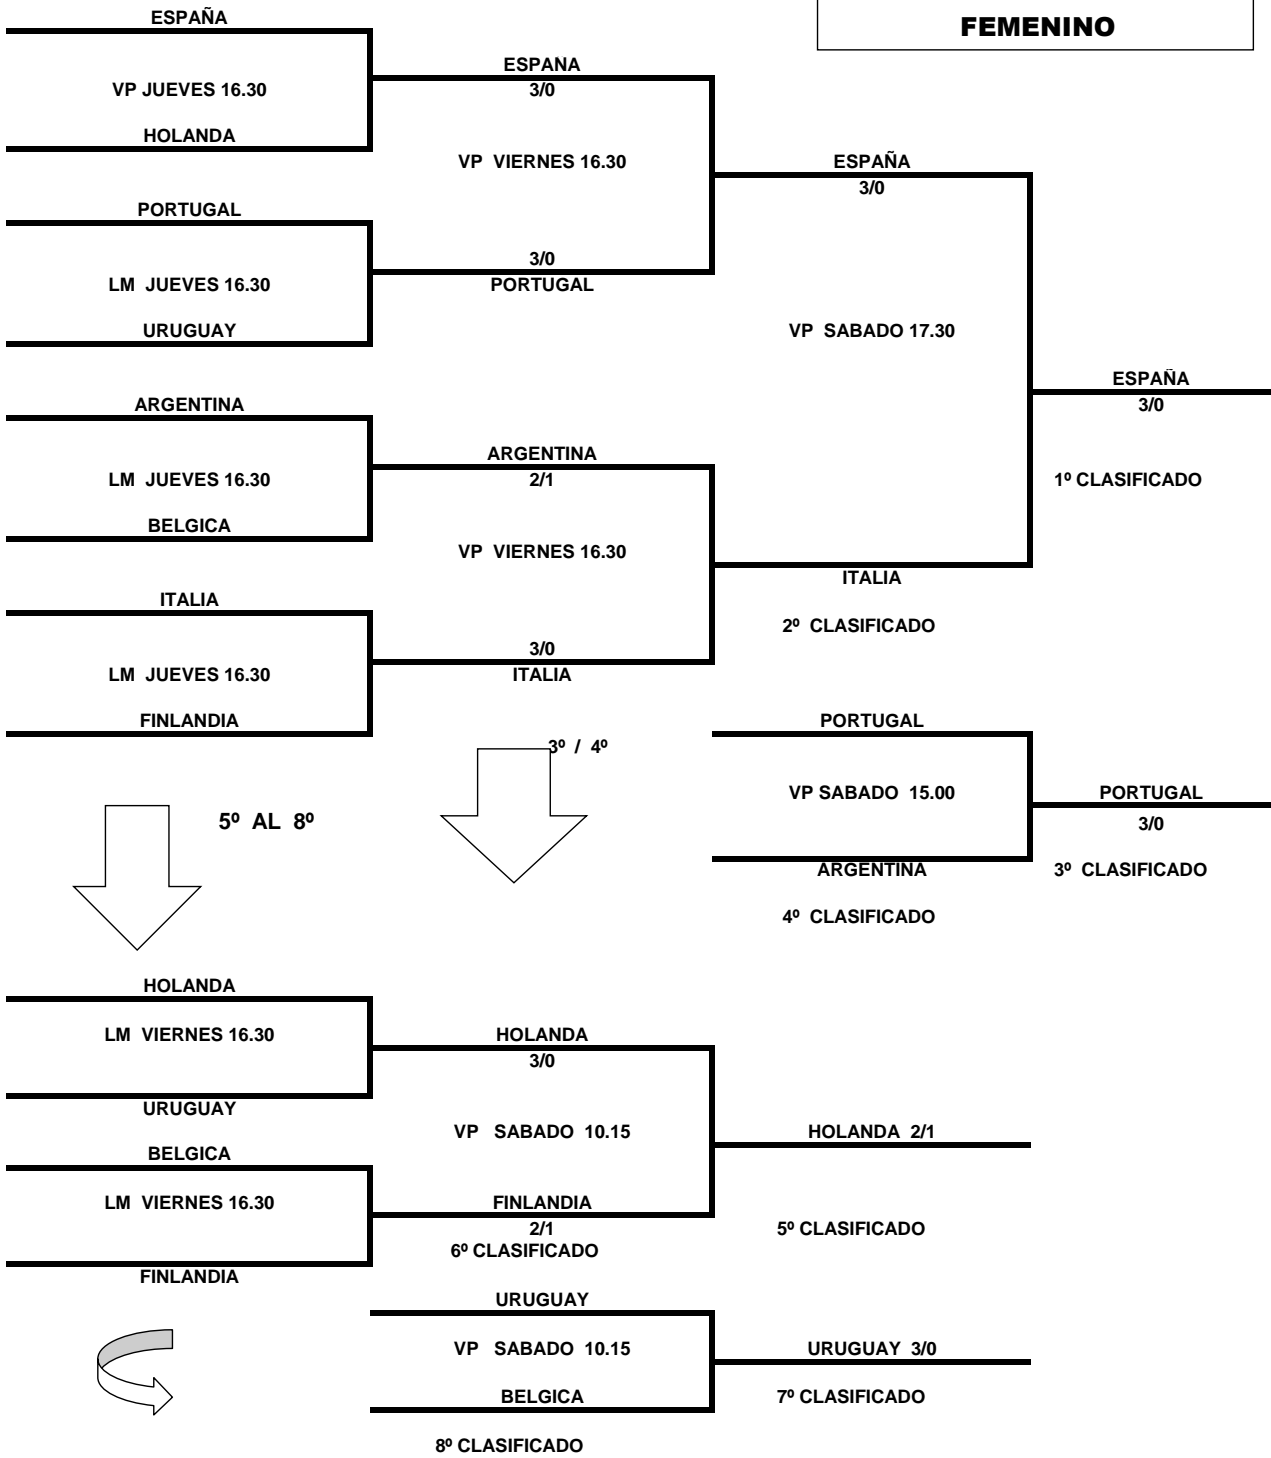 FEMENINO
ESPAÑA
VP JUEVES 16.30
HOLANDA
PORTUGAL
LM JUEVES 16.30
URUGUAY
ARGENTINA
LM JUEVES 16.30
BELGICA
ITALIA
LM JUEVES 16.30
FINLANDIA
ESPANA
3/0
VP VIERNES 16.30
3/0
PORTUGAL
ARGENTINA
2/1
VP VIERNES 16.30
3/0
ITALIA
ESPAÑA
3/0
VP SABADO 17.30
ITALIA
2º CLASIFICADO
ESPAÑA
3/0
1º CLASIFICADO
3º / 4º
PORTUGAL
VP SABADO 15.00
ARGENTINA
4º CLASIFICADO
PORTUGAL
3/0
3º CLASIFICADO
5º AL 8º
HOLANDA
LM VIERNES 16.30
URUGUAY
BELGICA
LM VIERNES 16.30
FINLANDIA
HOLANDA
3/0
VP SABADO 10.15
FINLANDIA
2/1
6º CLASIFICADO
HOLANDA 2/1
5º CLASIFICADO
URUGUAY
VP SABADO 10.15
BELGICA
8º CLASIFICADO
URUGUAY 3/0
7º CLASIFICADO